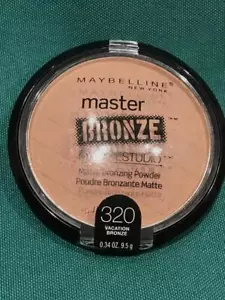 MAYBELLINE
NEW YORK
master
BRONZE
STUDIO
Matte Bronzing Powder
Poudre Bronzante Matte
320
VACATION
BRONZE
0.34 OZ. 9.5 g